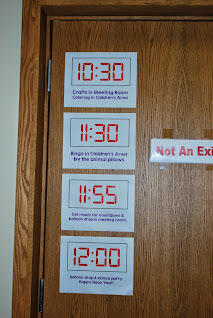 10:30
Crafts in Meeting Room
Coloring in Children's Area
11:30
Bingo in Children's Area
by the animal pillows
Not An Exi
11:55
Get ready for countdown &
balloon drop in meeting room!
12:00
Balloon drop & dance party
Happy Noon Year!